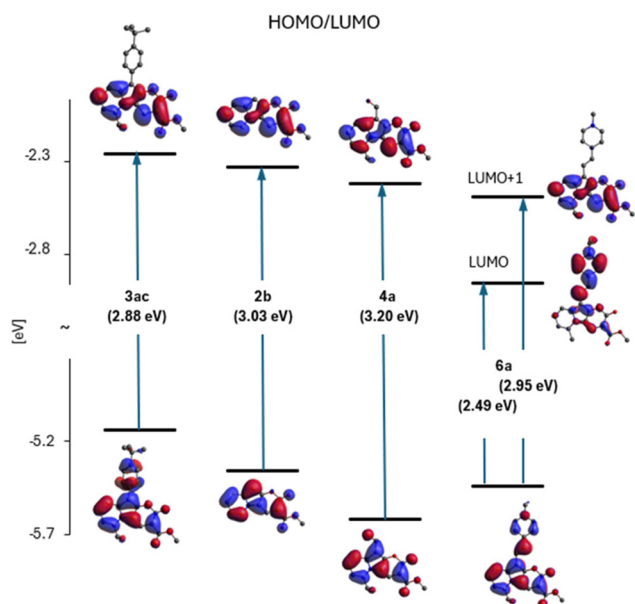 HOMO/LUMO
-2.3
-2.8
[eV]
~
-5.2
-5.7
3ac
(2.88 eV)
2b
(3.03 eV)
4a
(3.20 eV)
LUMO+1
LUMO
6a
(2.95 eV)
(2.49 eV)